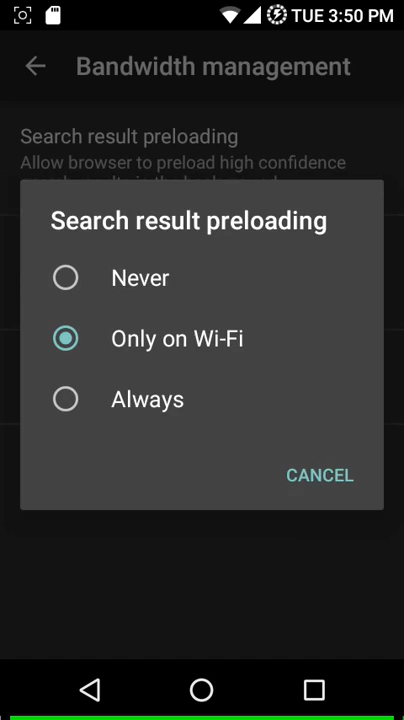 TUE 3:50 PM
Bandwidth management
Search result preloading
Allow browser to preload high confidence
Search result preloading
Never
Only on Wi-Fi
Always
CANCEL